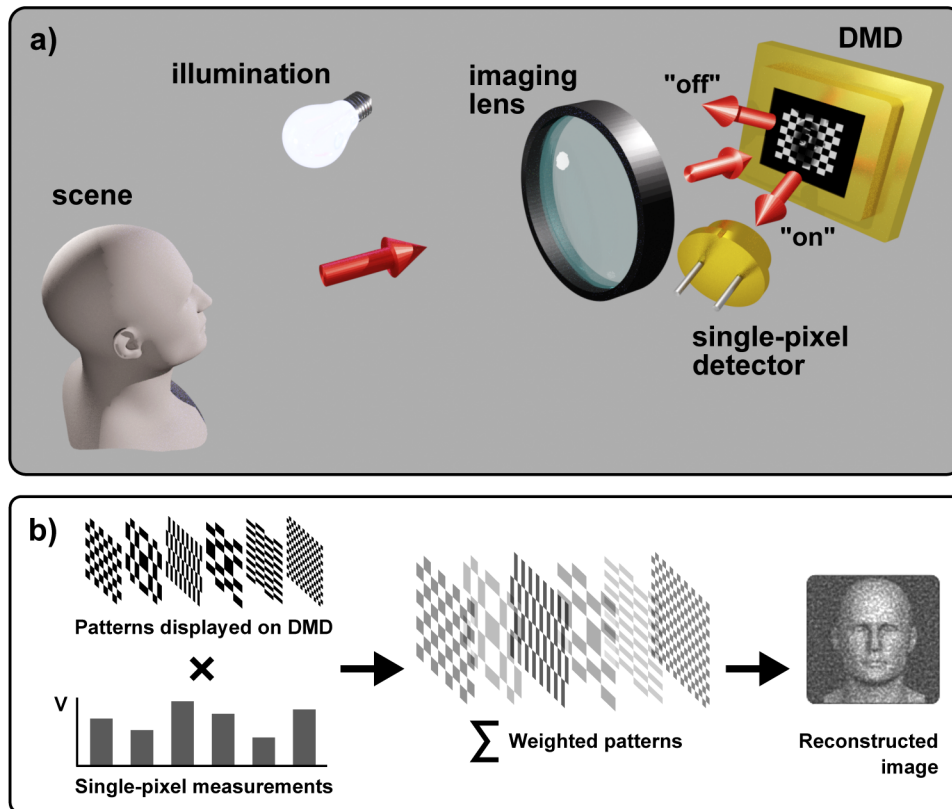 a)
DMD
illumination
imaging
lens
"off"
scene
"on"
single-pixel
detector
b)
Patterns displayed on DMD
×
V
Single-pixel measurements
∑ Weighted patterns
Reconstructed
image